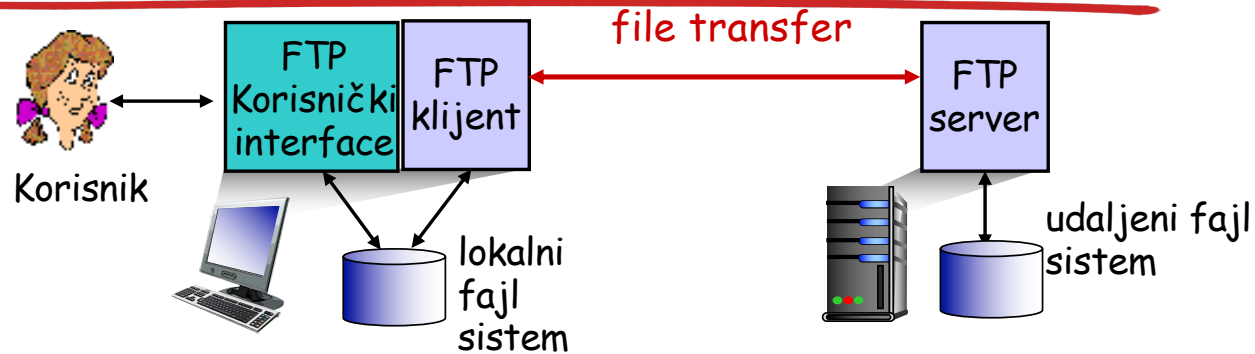 file transfer
FTP
Korisnički
interface
FTP
klijent
FTP
server
Korisnik
lokalni
fajl
sistem
udaljeni fajl
sistem